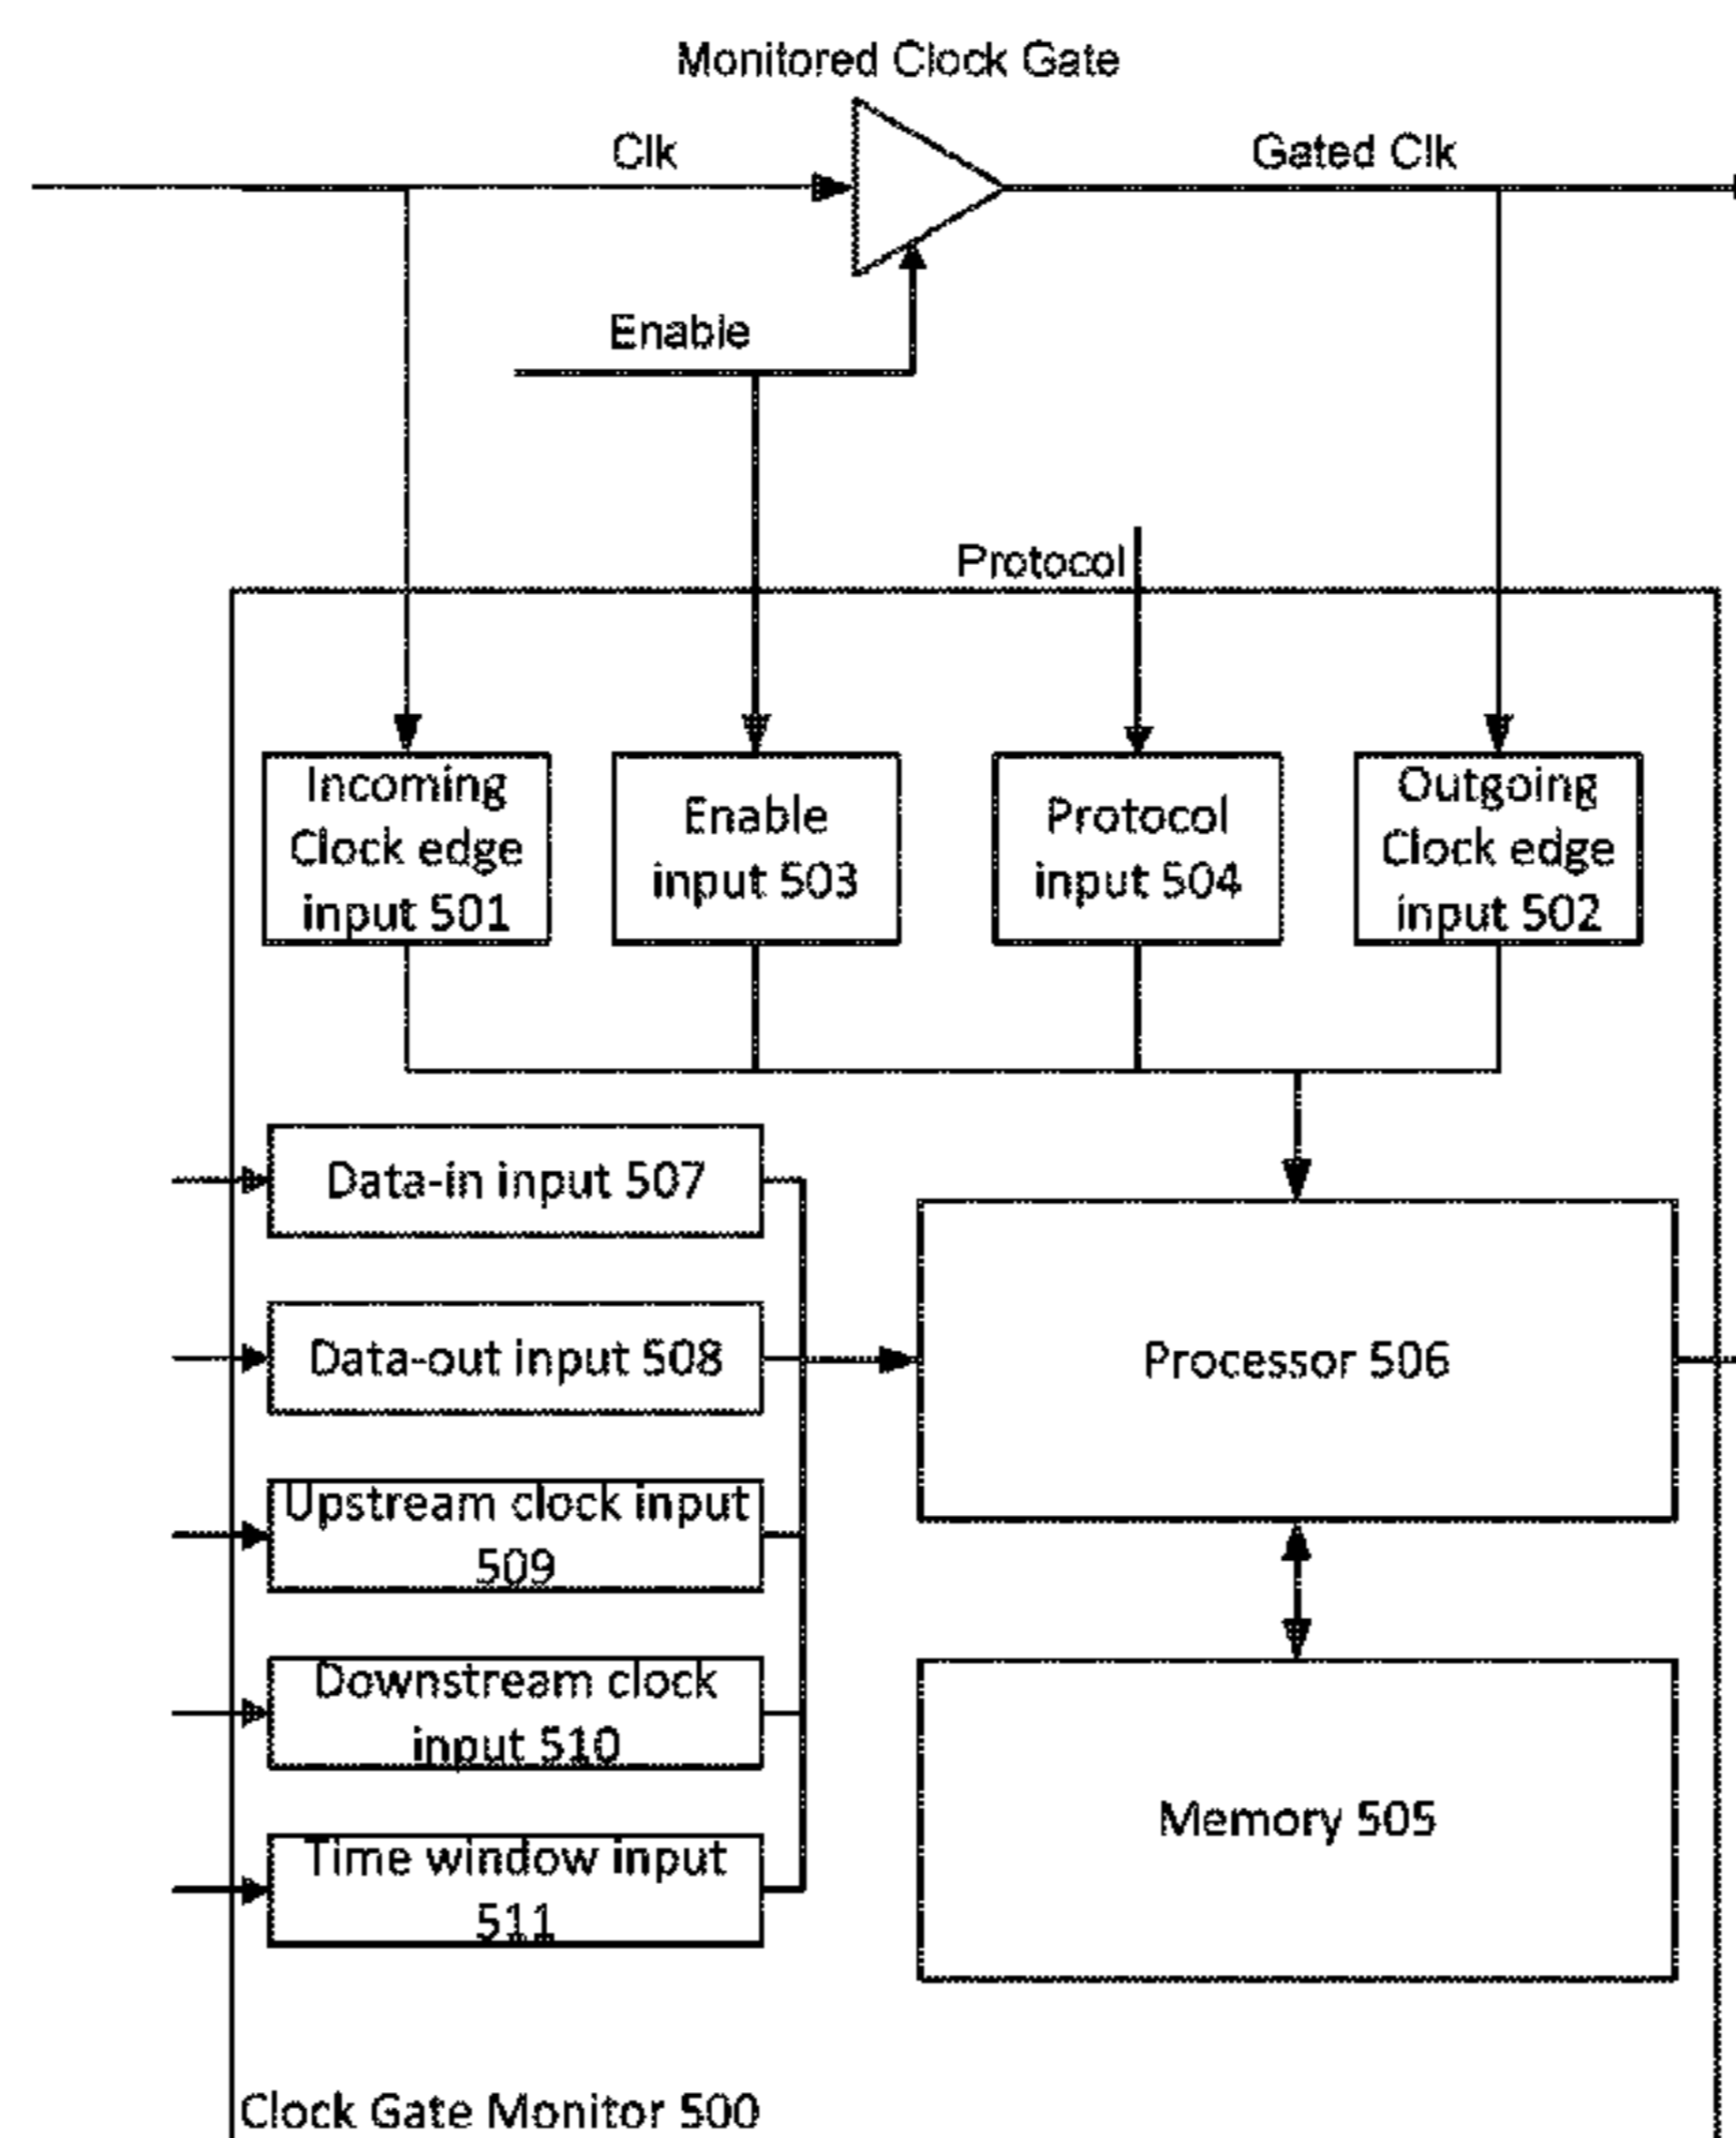 Monitored Clock Gate
Clk
Gated Clk
Enable
Protocol
Incoming
Clock edge
input 501
Enable
input 503
Protocol
input 504
Outgoing
Clock edge
input 502
Data-in input 507
Data-out input 508
Upstream clock input
509
Downstream clock
input 510
Time window input
511
Processor 506
Memory 505
Clock Gate Monitor 500